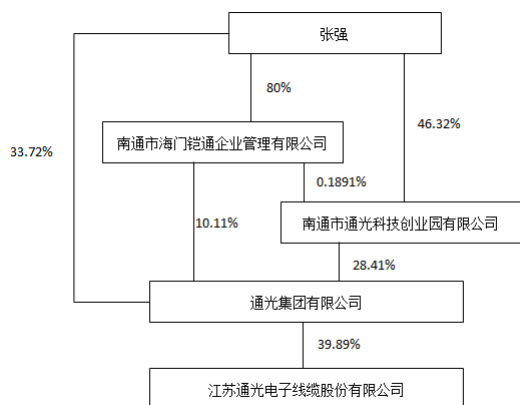 张强
80%
46.32%
南通市海门铠通企业管理有限公司
33.72%
0.1891%
10.11%
南通市通光科技创业园有限公司
28.41%
通光集团有限公司
39.89%
江苏通光电子线缆股份有限公司